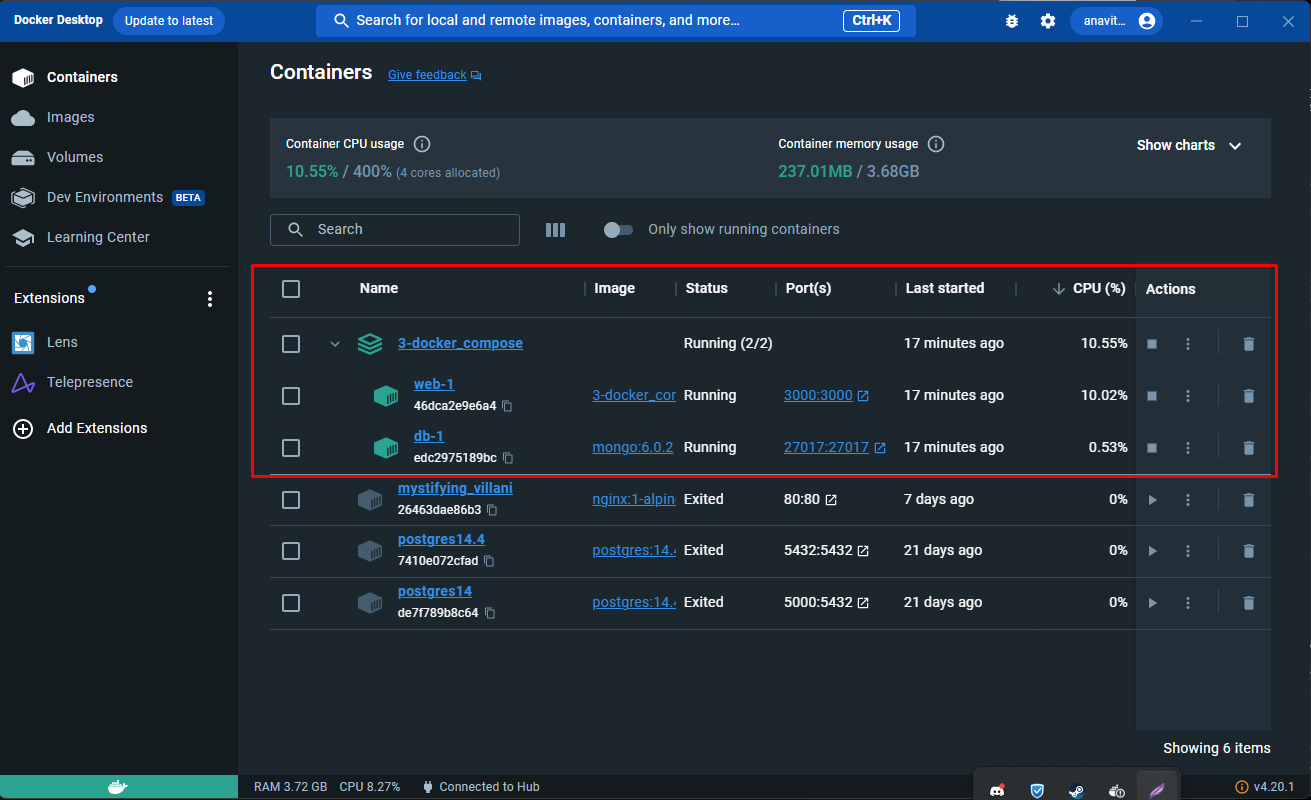 Docker Desktop Update to latest Search for local and remote images, containers, and more... Ctrl+K anavit...
Containers
Images
Volumes
Dev Environments BETA
Learning Center
Extensions
Lens
Telepresence
Add Extensions
Containers Give feedback
Container CPU usage
10.55% / 400% (4 cores allocated)
Container memory usage
237.01MB / 3.68GB
Show charts
Search Only show running containers
Name Image Status Port(s) Last started CPU (%) Actions
3-docker_compose Running (2/2) 17 minutes ago 10.55%
web-1
46dca2e9e6a4 3-docker_cor Running 3000:3000 17 minutes ago 10.02%
db-1
edc2975189bc mongo:6.0.2 Running 27017:27017 17 minutes ago 0.53%
mystifying_villani
26463dae86b3 nginx:1-alpin Exited 80:80 7 days ago 0%
postgres14.4
7410e072cfad postgres:14.4 Exited 5432:5432 21 days ago 0%
postgres14
de7f789b8c64 postgres:14.4 Exited 5000:5432 21 days ago 0%
Showing 6 items
RAM 3.72 GB CPU 8.27% Connected to Hub v4.20.1